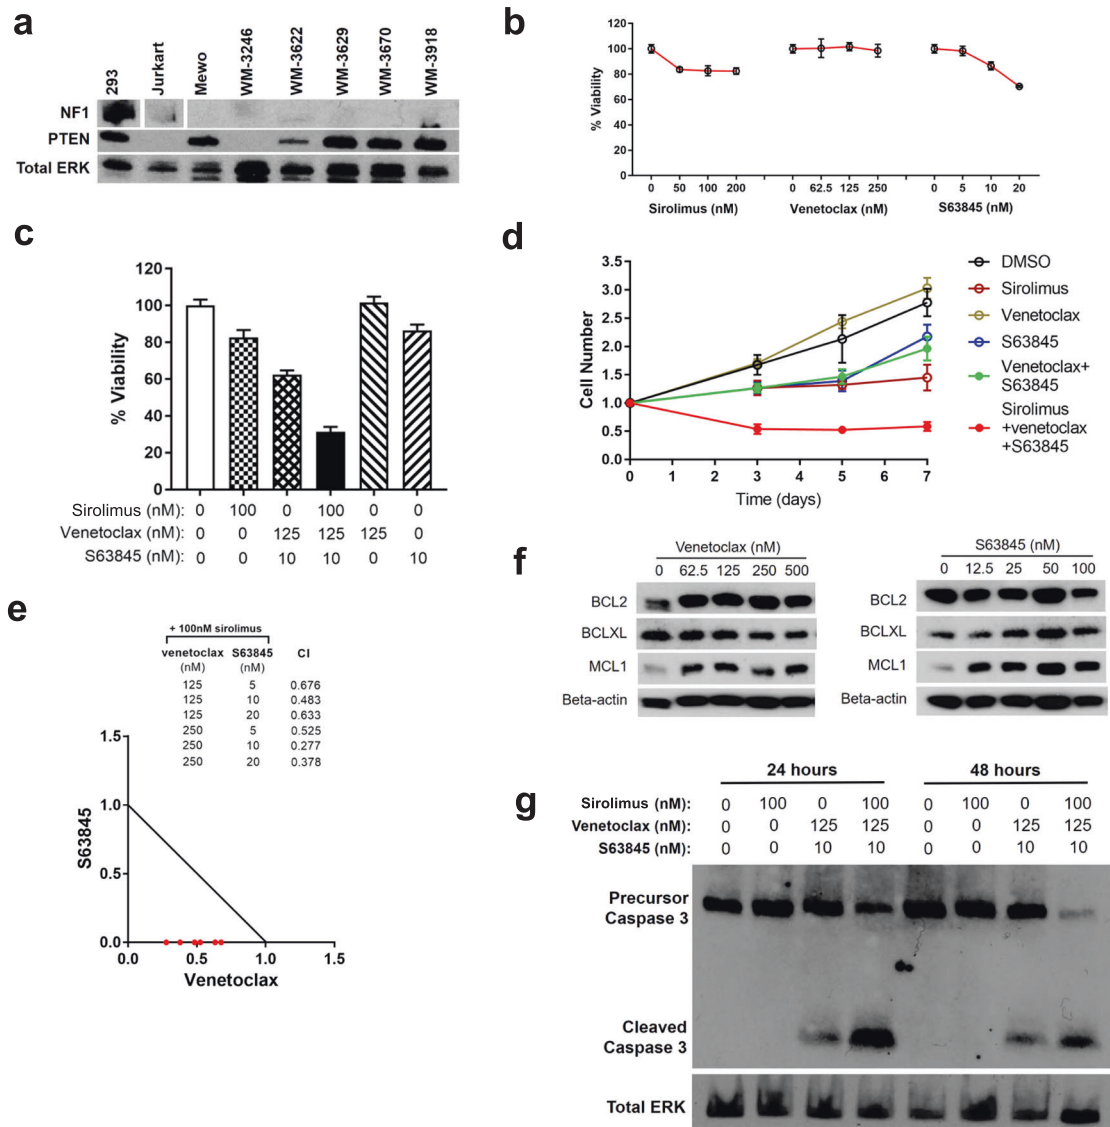 a
293
Jurkart
Mewo
WM-3246
WM-3622
WM-3629
WM-3670
WM-3918
NF1
PTEN
Total ERK
b
% Viability
120
100
80
60
40
20
0
0 50 100 200 0 62.5 125 250 0 5 10 20
Sirolimus (nM) Venetoclax (nM) S63845 (nM)
c
% Viability
120
100
80
60
40
20
0
Sirolimus (nM): 0 100 0 100 0 0
Venetoclax (nM): 0 0 125 125 125 0
S63845 (nM): 0 0 10 10 0 10
d
Cell Number
3.5
3.0
2.5
2.0
1.5
1.0
0.5
0.0
0 1 2 3 4 5 6 7
Time (days)
DMSO
Sirolimus
Venetoclax
S63845
Venetoclax+
S63845
Sirolimus
+venetoclax
+S63845
e
+ 100nM sirolimus
venetoclax S63845 CI
(nM) (nM)
125 5 0.676
125 10 0.483
125 20 0.633
250 5 0.525
250 10 0.277
250 20 0.378
S63845
1.5
1.0
0.5
0.0
0.0 0.5 1.0 1.5
Venetoclax
f
Venetoclax (nM)
0 62.5 125 250 500
BCL2
BCLXL
MCL1
Beta-actin
S63845 (nM)
0 12.5 25 50 100
BCL2
BCLXL
MCL1
Beta-actin
g
24 hours 48 hours
Sirolimus (nM): 0 100 0 100 0 100 0 100
Venetoclax (nM): 0 0 125 125 0 0 125 125
S63845 (nM): 0 0 10 10 0 0 10 10
Precursor
Caspase 3
Cleaved
Caspase 3
Total ERK